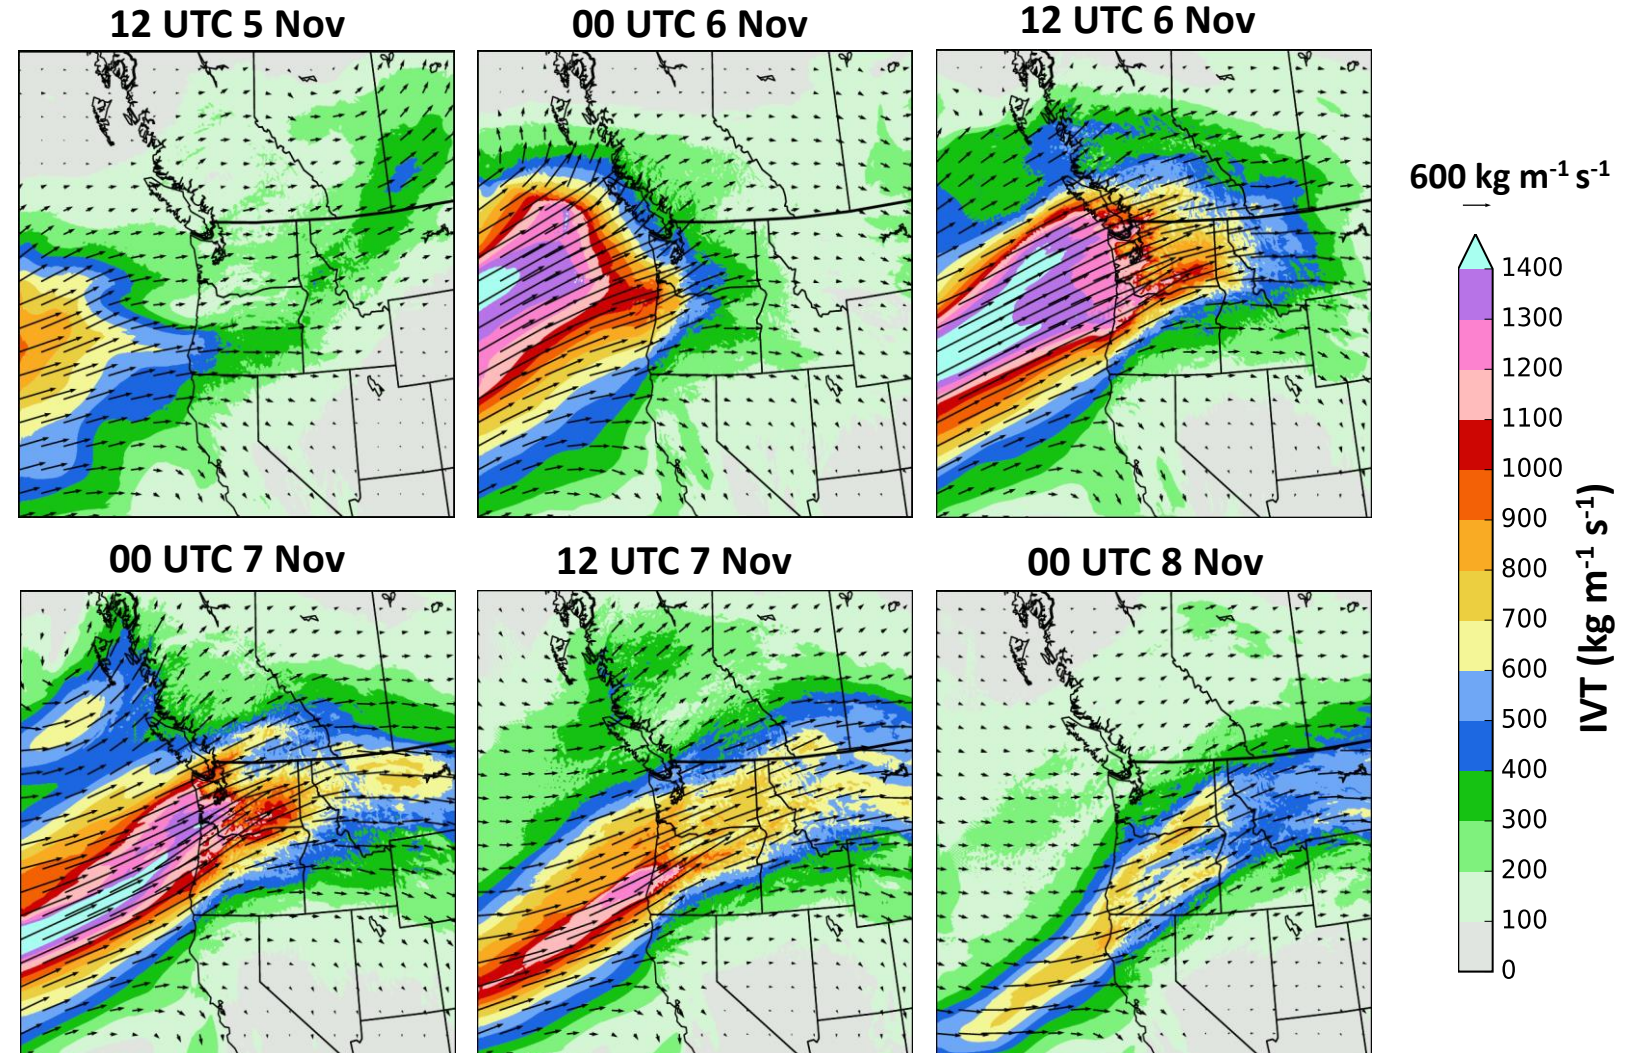 12 UTC 5 Nov
00 UTC 6 Nov
12 UTC 6 Nov
600 kg m⁻¹ s⁻¹
1400
1300
1200
1100
1000
900
800
700
600
500
400
300
200
100
0
IVT (kg m⁻¹ s⁻¹)
00 UTC 7 Nov
12 UTC 7 Nov
00 UTC 8 Nov